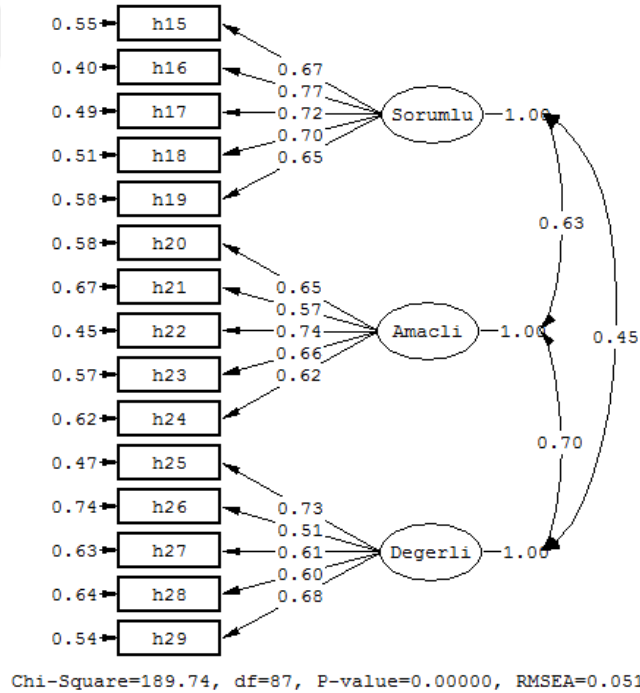 0.55 h15
0.67
0.40 h16
0.77
0.49 h17 0.72 Sorumlu 1.00
0.51 h18 0.70
0.65
0.58 h19
0.63
0.58 h20
0.67 h21 0.65
0.57
0.45 h22 0.74 Amacli 1.00 0.45
0.57 h23 0.66
0.62
0.62 h24
0.70
0.47 h25
0.74 h26 0.73
0.51
0.63 h27 0.61 Degerli 1.00
0.64 h28 0.60
0.68
0.54 h29
Chi-Square=189.74, df=87, P-value=0.00000, RMSEA=0.051